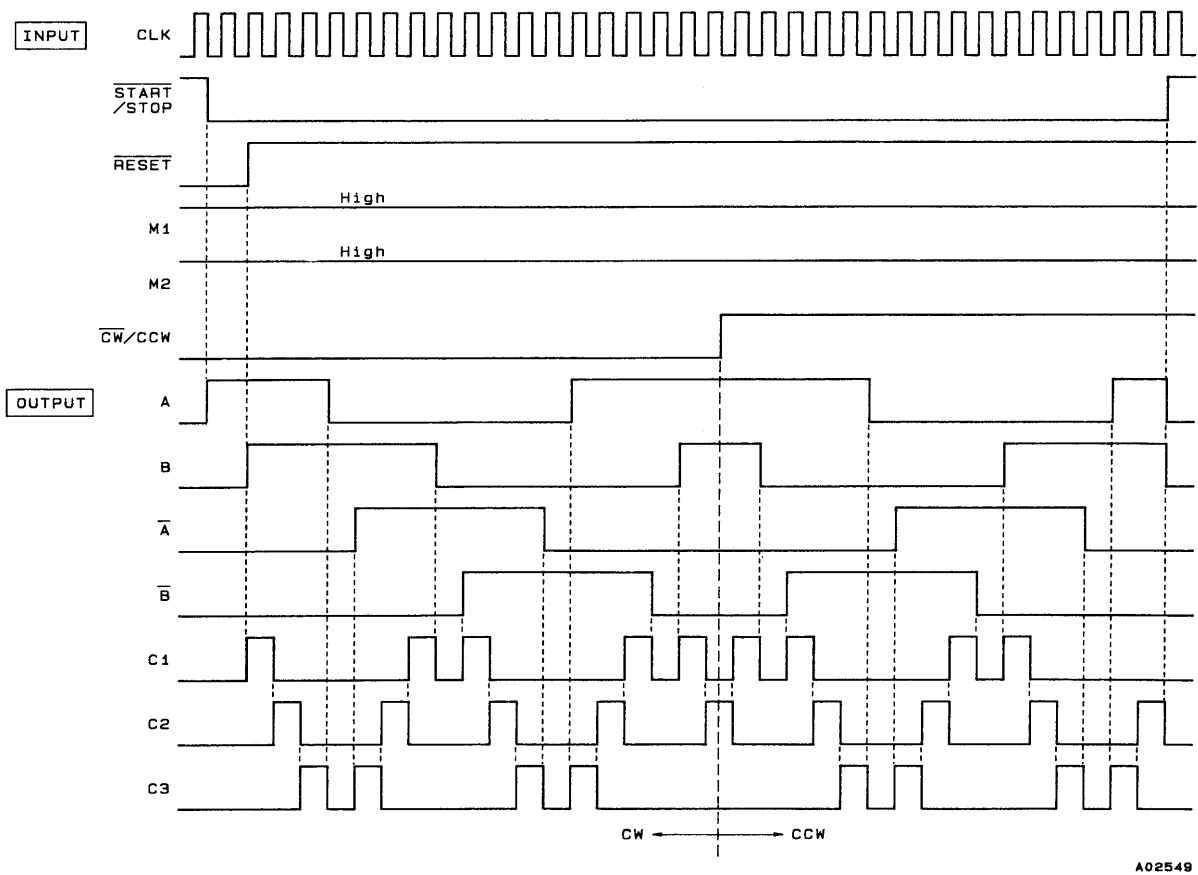 INPUT CLK
START
/STOP
RESET
High
M1
High
M2
CW/CCW
OUTPUT A
B
A
B
C1
C2
C3
CW CCW
A02549